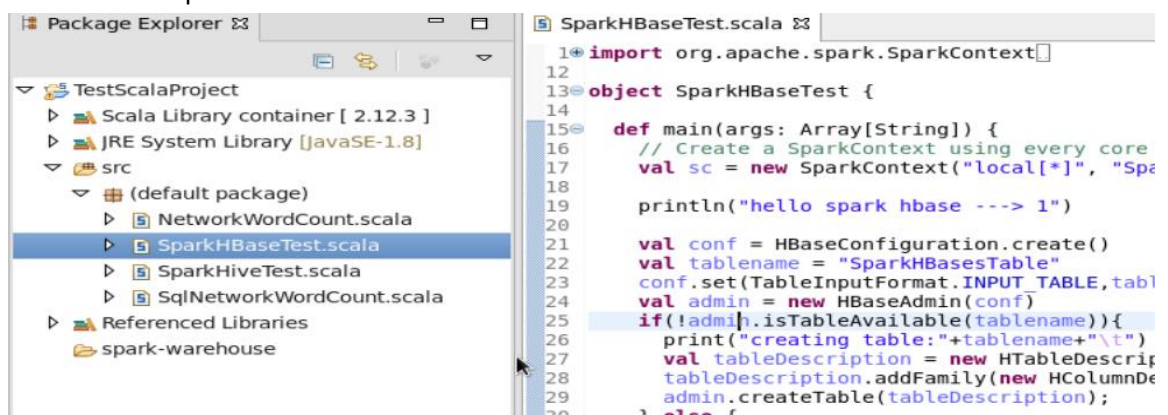 Package Explorer
TestScalaProject
Scala Library container [ 2.12.3 ]
JRE System Library [JavaSE-1.8]
src
(default package)
NetworkWordCount.scala
SparkHBaseTest.scala
SparkHiveTest.scala
SqlNetworkWordCount.scala
Referenced Libraries
spark-warehouse
SparkHBaseTest.scala
1 import org.apache.spark.SparkContext
12
13 object SparkHBaseTest {
14
15 def main(args: Array[String]) {
16 // Create a SparkContext using every core
17 val sc = new SparkContext("local[*]", "Spa
18
19 println("hello spark hbase ---> 1")
20
21 val conf = HBaseConfiguration.create()
22 val tablename = "SparkHBasesTable"
23 conf.set(TableInputFormat.INPUT_TABLE,tabl
24 val admin = new HBaseAdmin(conf)
25 if(!admin.isTableAvailable(tablename)){
26 print("creating table:"+tablename+"\t")
27 val tableDescription = new HTableDescrip
28 tableDescription.addFamily(new HColumnDe
29 admin.createTable(tableDescription);
} else {